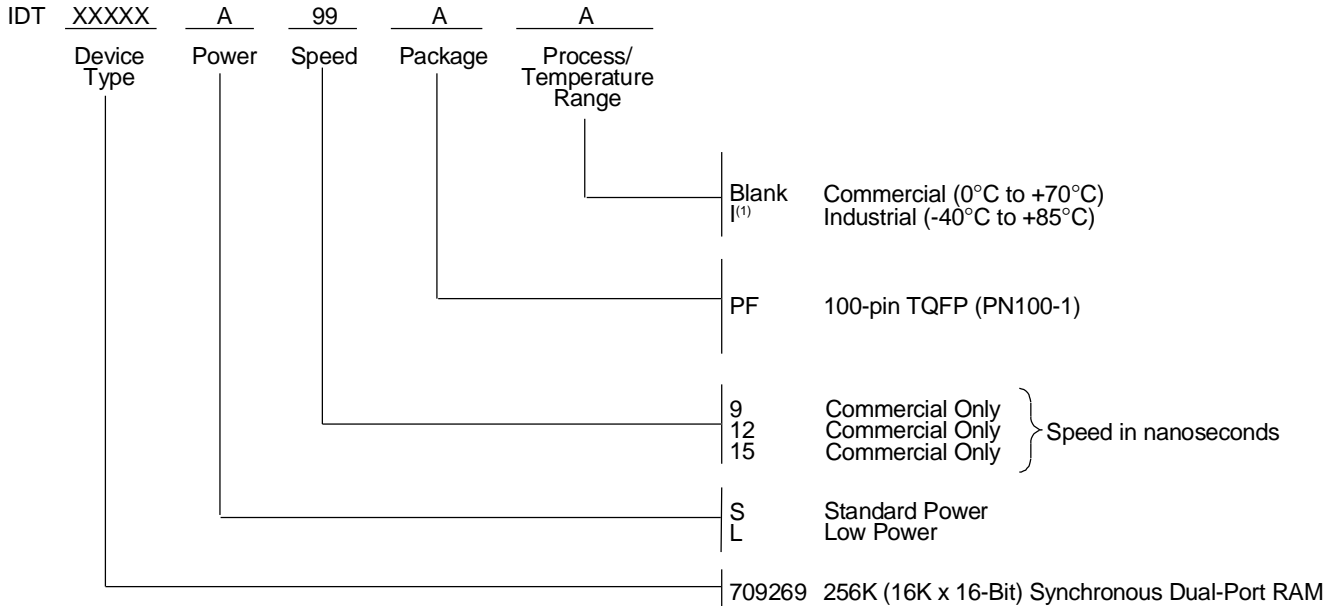 IDT XXXXX A 99 A A
Device Type Power Speed Package Process/ Temperature Range
Blank Commercial (0°C to +70°C)
I(1) Industrial (-40°C to +85°C)
PF 100-pin TQFP (PN100-1)
9 Commercial Only
12 Commercial Only
15 Commercial Only
Speed in nanoseconds
S Standard Power
L Low Power
709269 256K (16K x 16-Bit) Synchronous Dual-Port RAM